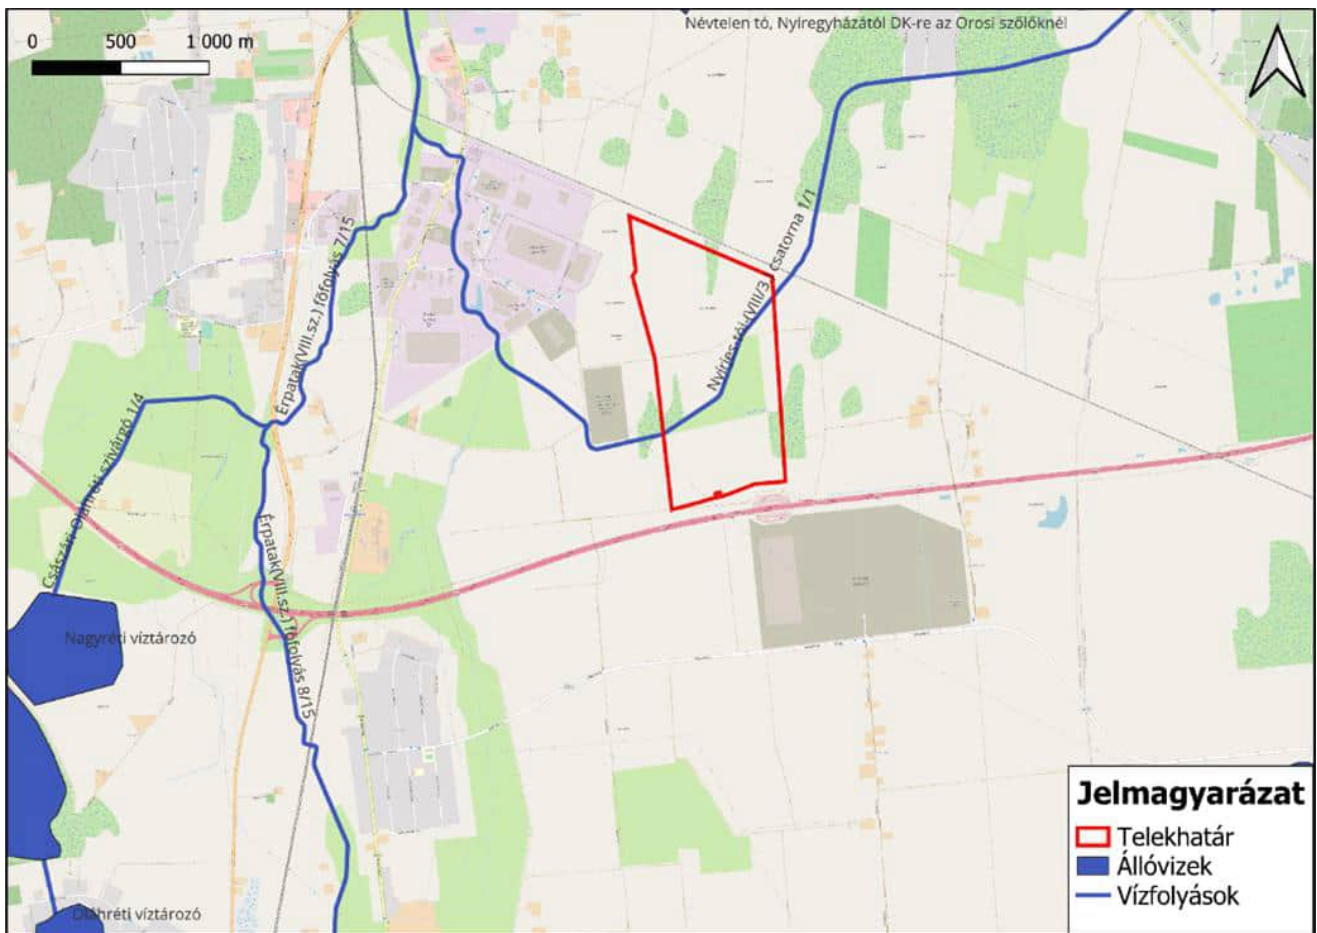 Névtelen tó, Nyíregyházától DK-re az Orosi szőlőknél
0 500 1 000 m
Nyíries-tói (VIII/3. csatorna 1/1
Érpatak(VIII.sz.) főfolyás 7/15
Császári-Oláhréti szivárgó 1/4
Érpatak(VIII.sz.) főfolyás 8/15
Nagyréti víztározó
Oláhréti víztározó
Jelmagyarázat
Telekhatár
Állóvizek
Vízfolyások